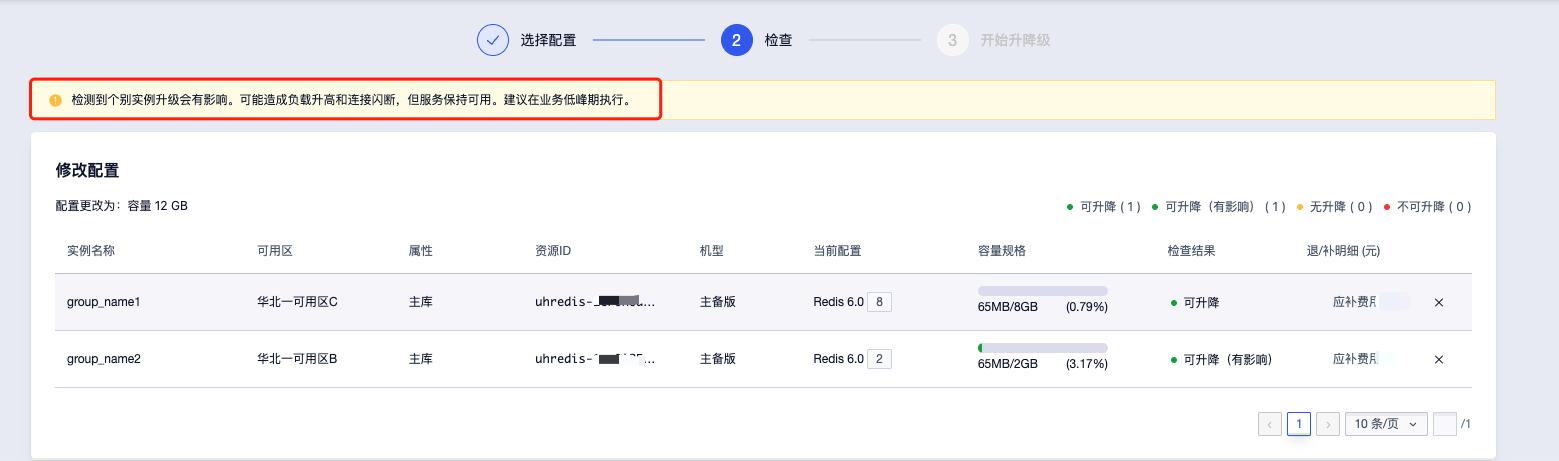 选择配置 2 检查 3 开始升降级
检测到个别实例升级会有影响。可能造成负载升高和连接闪断，但服务保持可用。建议在业务低峰期执行。
修改配置
配置更改为：容量 12 GB 可升降 ( 1 ) 可升降（有影响） ( 1 ) 无升降 ( 0 ) 不可升降 ( 0 )
实例名称 可用区 属性 资源ID 机型 当前配置 容量规格 检查结果 退/补明细 (元)
group_name1 华北一可用区C 主库 uhredis- 主备版 Redis 6.0 8 65MB/8GB (0.79%) 可升降 应补费用
group_name2 华北一可用区B 主库 uhredis- 主备版 Redis 6.0 2 65MB/2GB (3.17%) 可升降（有影响） 应补费用
1 10 条/页 /1